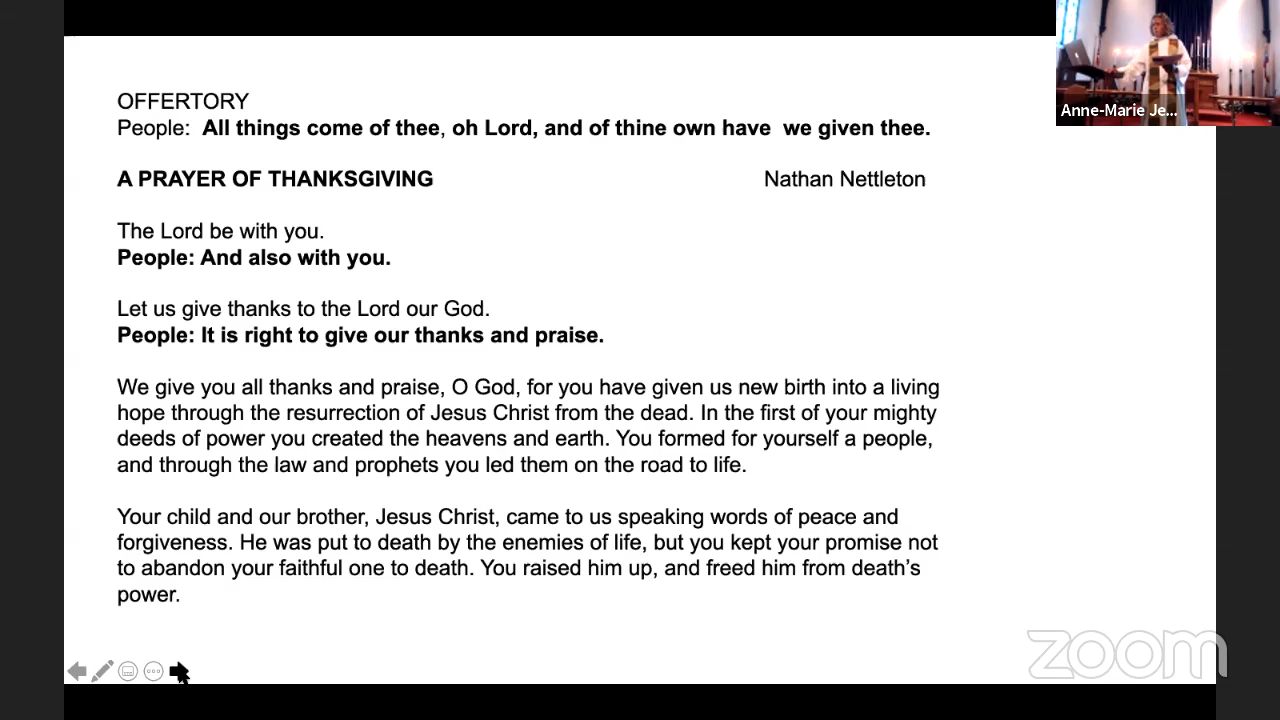 OFFERTORY
People:  All things come of thee, oh Lord, and of thine own have  we given thee.
A PRAYER OF THANKSGIVING Nathan Nettleton
The Lord be with you.
People: And also with you.
Let us give thanks to the Lord our God.
People: It is right to give our thanks and praise.
We give you all thanks and praise, O God, for you have given us new birth into a living
hope through the resurrection of Jesus Christ from the dead. In the first of your mighty
deeds of power you created the heavens and earth. You formed for yourself a people,
and through the law and prophets you led them on the road to life.
Your child and our brother, Jesus Christ, came to us speaking words of peace and
forgiveness. He was put to death by the enemies of life, but you kept your promise not
to abandon your faithful one to death. You raised him up, and freed him from death’s
power.
Anne-Marie Je...
zoom